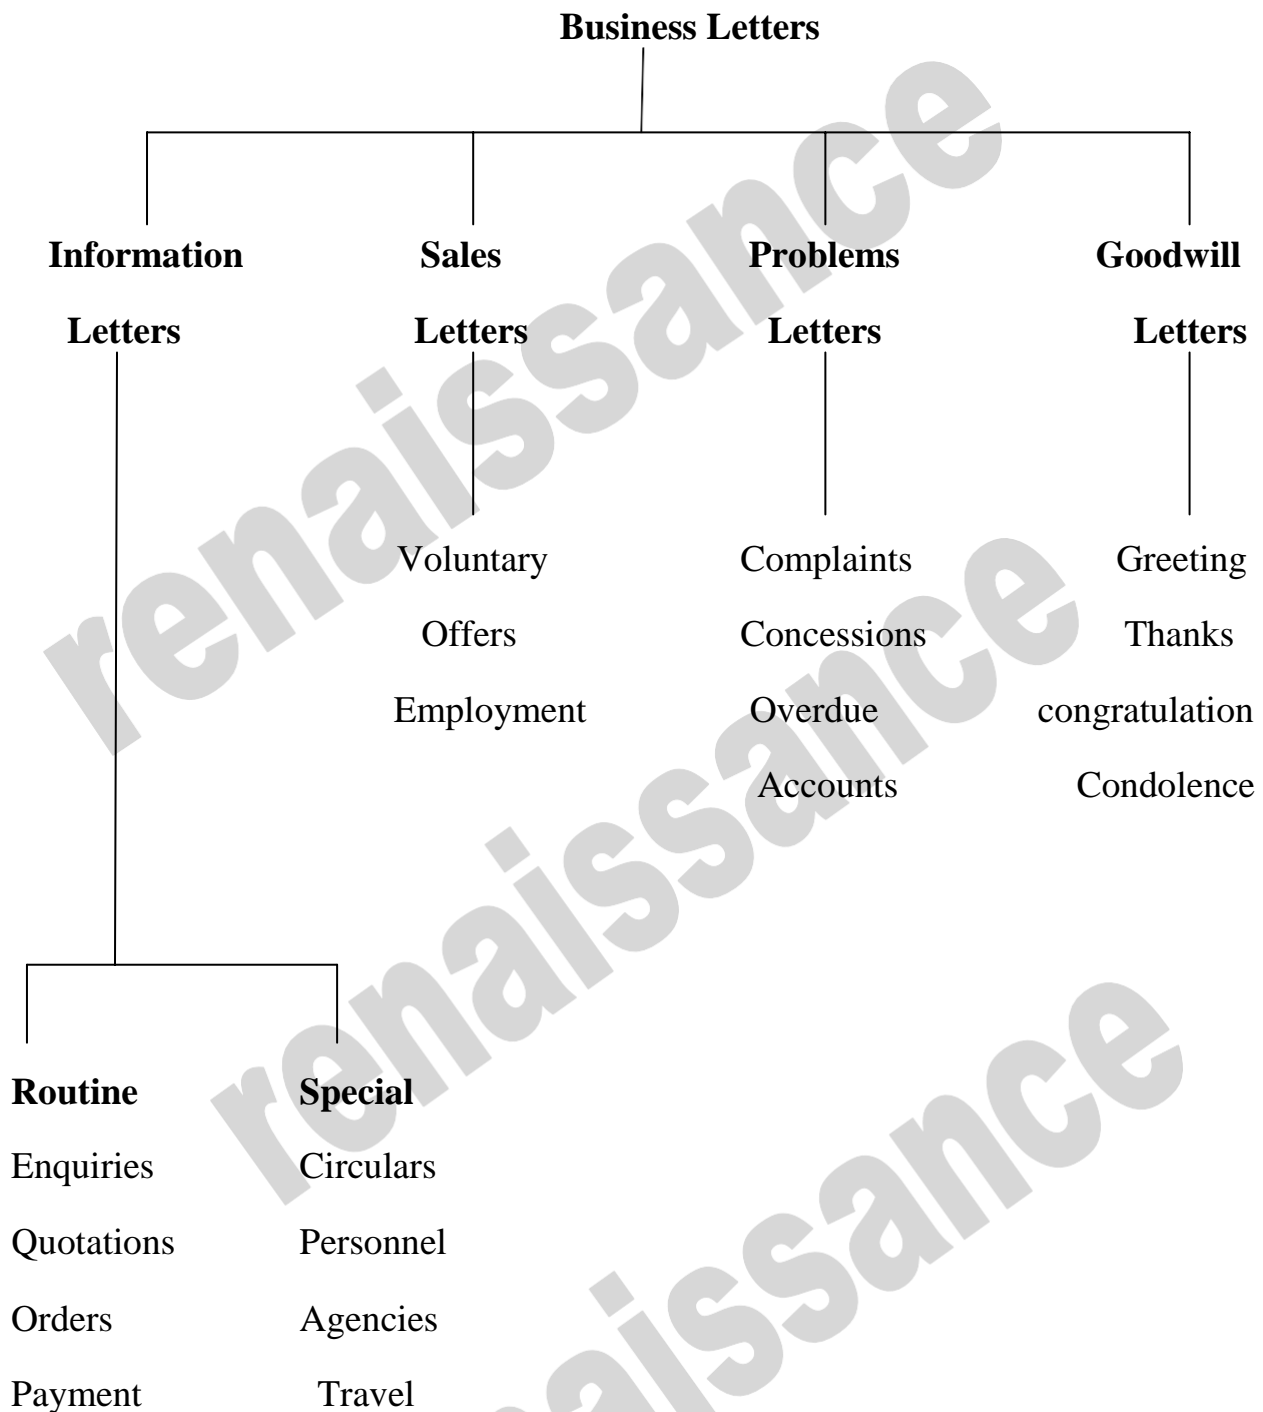 Business Letters
Information Sales Problems Goodwill
Letters Letters Letters Letters
Voluntary Complaints Greeting
Offers Concessions Thanks
Employment Overdue congratulation
Accounts Condolence
Routine Special
Enquiries Circulars
Quotations Personnel
Orders Agencies
Payment Travel
renaissance
renaissance
aissance